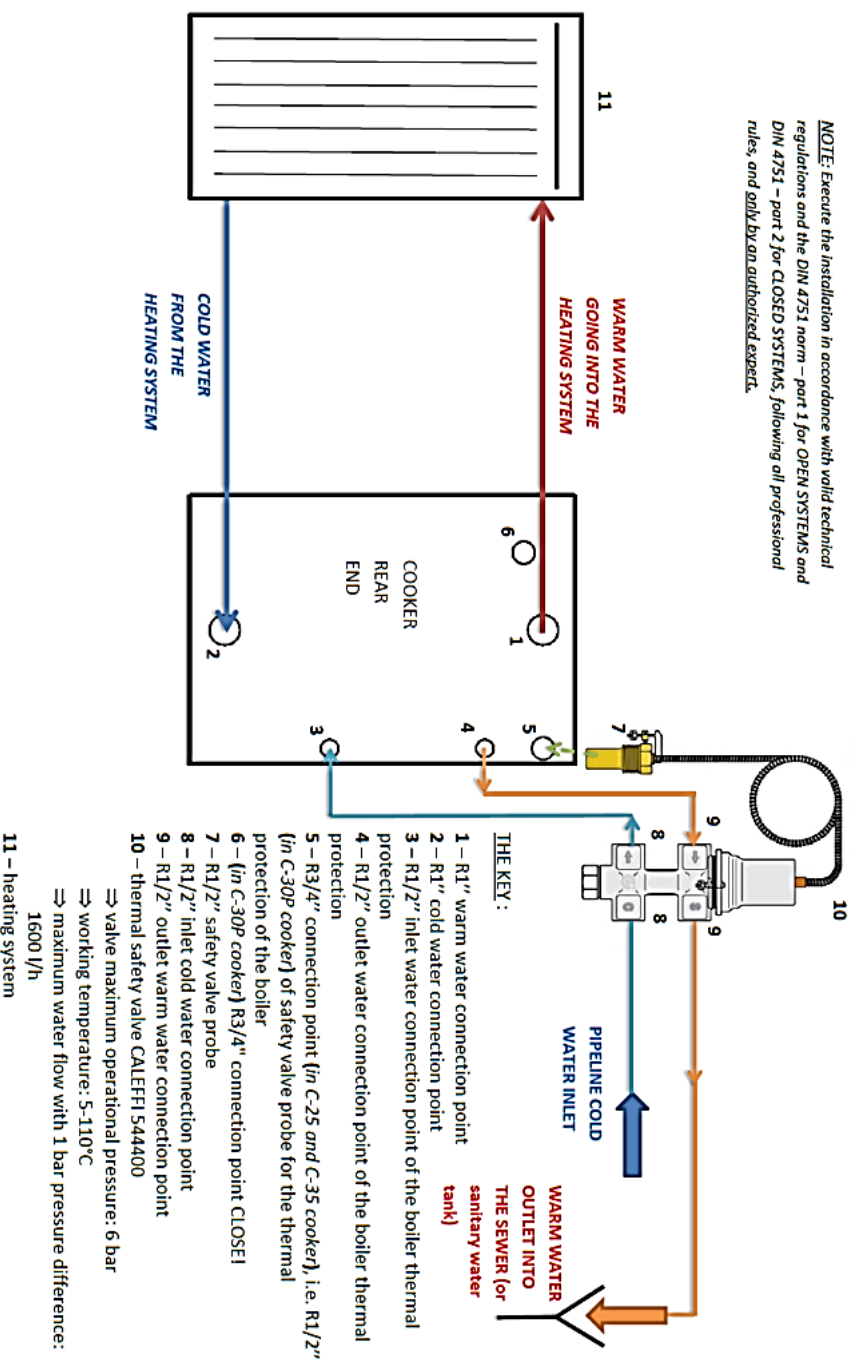 NOTE: Execute the installation in accordance with valid technical
regulations and the DIN 4751 norm – part 1 for OPEN SYSTEMS and
DIN 4751 – part 2 for CLOSED SYSTEMS, following all professional
rules, and only by an authorized expert.
11
WARM WATER
GOING INTO THE
HEATING SYSTEM
COLD WATER
FROM THE
HEATING SYSTEM
6
1
2
COOKER
REAR
END
5
4
3
7
10
9
9
8
8
PIPELINE COLD
WATER INLET
WARM WATER
OUTLET INTO
THE SEWER (or
sanitary water
tank)
THE KEY :
1 – R1’’ warm water connection point
2 – R1’’ cold water connection point
3 – R1/2’’ inlet water connection point of the boiler thermal
protection
4 – R1/2’’ outlet water connection point of the boiler thermal
protection
5 – R3/4’’ connection point (in C-25 and C-35 cooker), i.e. R1/2’’
(in C-30P cooker) of safety valve probe for the thermal
protection of the boiler
6 – (in C-30P cooker) R3/4" connection point CLOSE!
7 – R1/2’’ safety valve probe
8 – R1/2’’ inlet cold water connection point
9 – R1/2’’ outlet warm water connection point
10 – thermal safety valve CALEFFI 544400
⇒ valve maximum operational pressure: 6 bar
⇒ working temperature: 5-110°C
⇒ maximum water flow with 1 bar pressure difference:
1600 l/h
11 – heating system